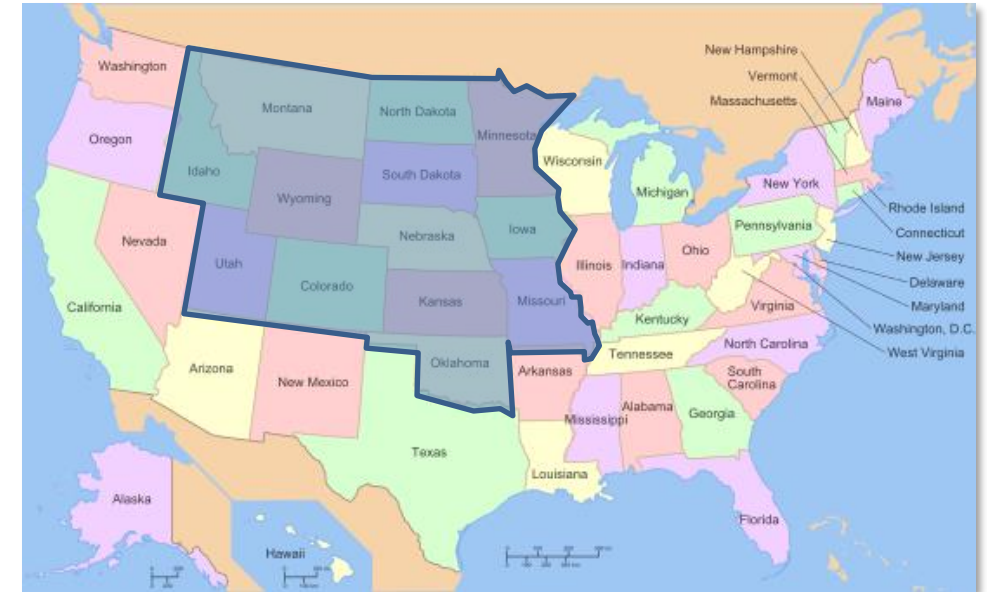 New Hampshire
Vermont
Massachusetts
Washington
Maine
Montana
North Dakota
Minnesota
Oregon
Wisconsin
Idaho
South Dakota
Michigan
New York
Wyoming
Rhode Island
Pennsylvania
Connecticut
Nebraska
Iowa
Nevada
Ohio
New Jersey
Utah
Illinois
Indiana
Delaware
Colorado
Kansas
Missouri
Virginia
Maryland
California
Kentucky
Washington, D.C.
North Carolina
West Virginia
Tennessee
Oklahoma
Arizona
Arkansas
South
Carolina
New Mexico
Alabama
Georgia
Mississippi
Texas
Louisiana
Alaska
Florida
Hawaii